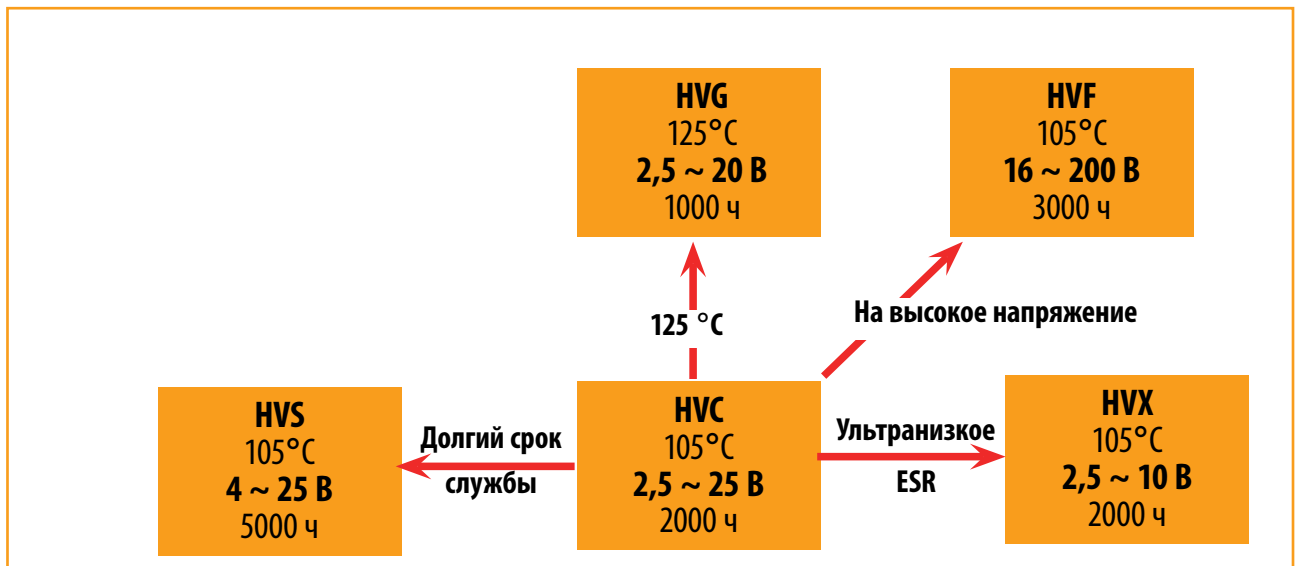 HVG
125°C
2,5 ~ 20 В
1000 ч
HVF
105°C
16 ~ 200 В
3000 ч
125 °C
На высокое напряжение
HVS
105°C
4 ~ 25 В
5000 ч
Долгий срок
службы
HVC
105°C
2,5 ~ 25 В
2000 ч
Ультранизкое
ESR
HVX
105°C
2,5 ~ 10 В
2000 ч